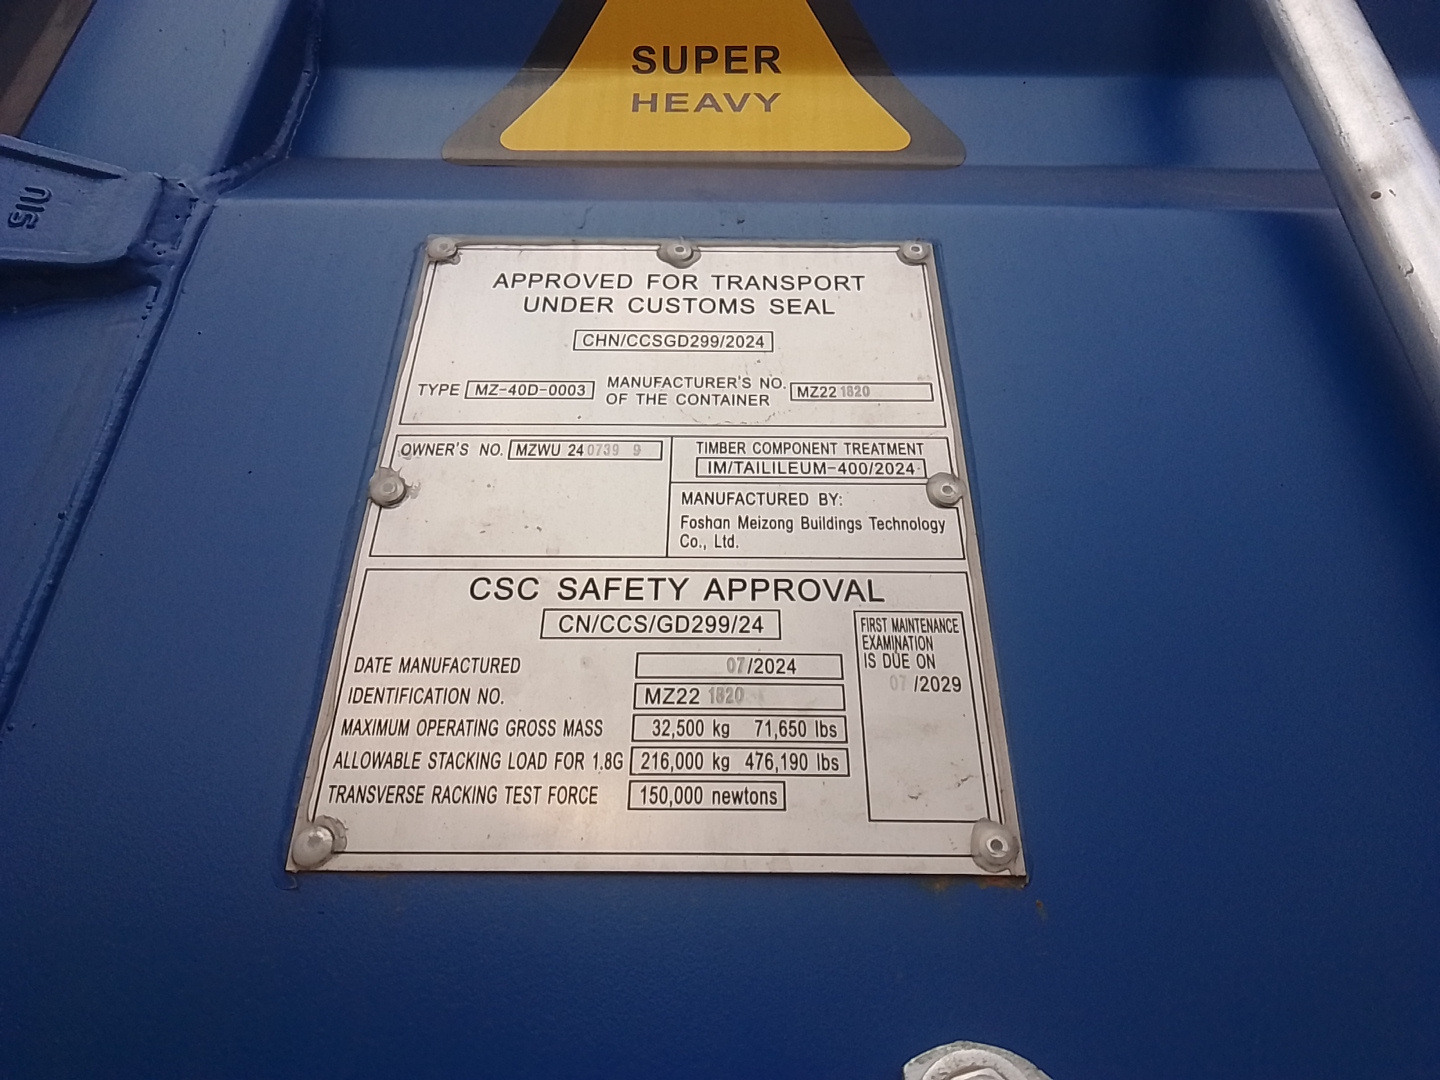 SUPER
HEAVY
SIU
APPROVED FOR TRANSPORT
UNDER CUSTOMS SEAL
CHN/CCSGD299/2024
TYPE MZ-40D-0003 MANUFACTURER'S NO. OF THE CONTAINER MZ22 1820
OWNER'S NO. MZWU 24 0739 9
TIMBER COMPONENT TREATMENT
IM/TAILILEUM-400/2024
MANUFACTURED BY:
Foshan Meizong Buildings Technology
Co., Ltd.
CSC SAFETY APPROVAL
CN/CCS/GD299/24
DATE MANUFACTURED 07/2024
IDENTIFICATION NO. MZ22 1820
MAXIMUM OPERATING GROSS MASS 32,500 kg 71,650 lbs
ALLOWABLE STACKING LOAD FOR 1.8G 216,000 kg 476,190 lbs
TRANSVERSE RACKING TEST FORCE 150,000 newtons
FIRST MAINTENANCE
EXAMINATION
IS DUE ON
07 /2029